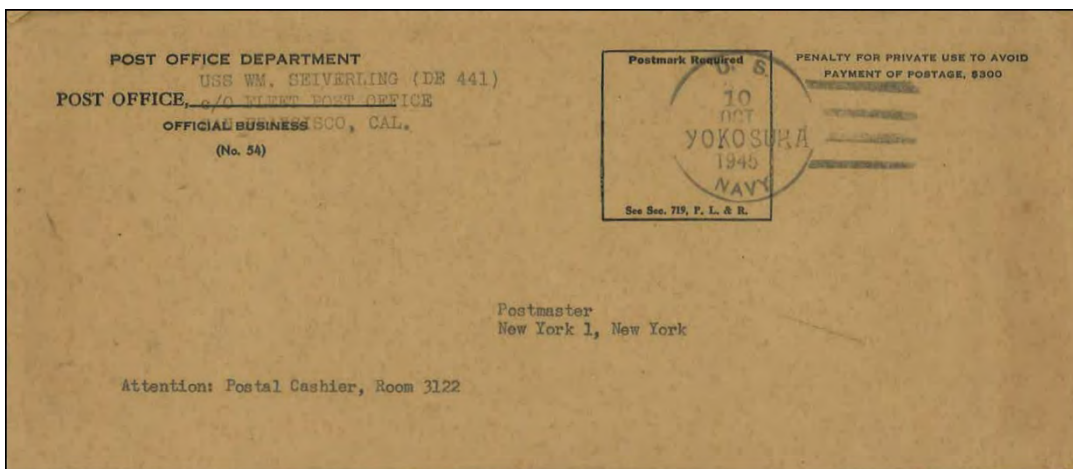 POST OFFICE DEPARTMENT
USS WM. SEIVERLING (DE 441)
POST OFFICE, c/o FLEET POST OFFICE
OFFICIAL BUSINESS
SAN FRANCISCO, CAL.
(No. 54)
Postmark Required
See Sec. 719, P. L. & R.
U. S.
10
OCT
YOKOSUKA
1945
NAVY
PENALTY FOR PRIVATE USE TO AVOID
PAYMENT OF POSTAGE, $300
Postmaster
New York 1, New York
Attention: Postal Cashier, Room 3122